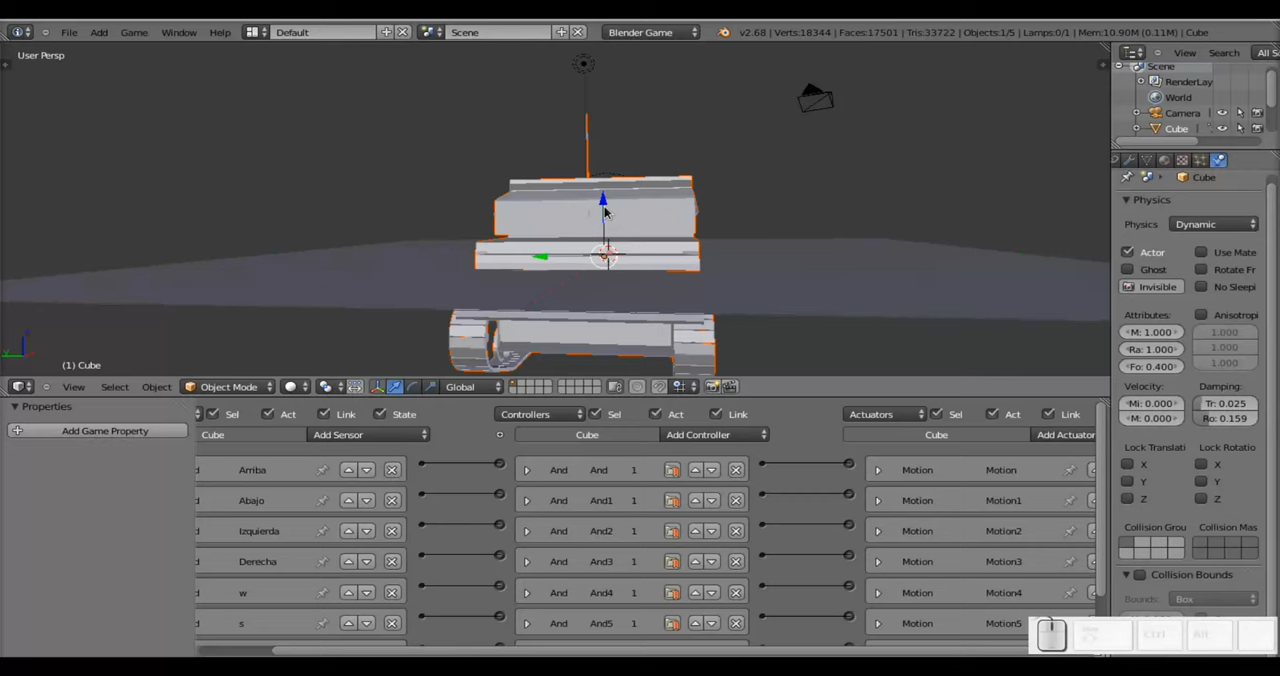 File Add Game Window Help Default Scene Blender Game v2.68 | Verts:18344 | Faces:17501 | Tris:33722 | Objects:1/5 | Lamps:0/1 | Mem:10.90M (0.11M) | Cube
User Persp
View Search All S
Scene
RenderLay
World
Camera
Cube
Cube
Physics
Physics: Dynamic
Actor Use Mate
Ghost Rotate Fr
Invisible No Sleepi
Attributes: Anisotropi
M: 1.000 1.000
Ra: 1.000 1.000
Fo: 0.400 1.000
Velocity: Damping:
Mi: 0.000 Tr: 0.025
M: 0.000 Ro: 0.159
Lock Translati Lock Rotatio
X X
Y Y
Z Z
Collision Grou Collision Mas
Collision Bounds
Bounds: Box
(1) Cube
View Select Object Object Mode Global
Properties
Add Game Property
Sel Act Link State Controllers Sel Act Link Actuators Sel Act Link
Cube Add Sensor Cube Add Controller Cube Add Actuator
d Arriba And And 1 Motion Motion
d Abajo And And1 1 Motion Motion1
d Izquierda And And2 1 Motion Motion2
d Derecha And And3 1 Motion Motion3
d w And And4 1 Motion Motion4
d s And And5 1 Motion Motion5
Ctrl Alt